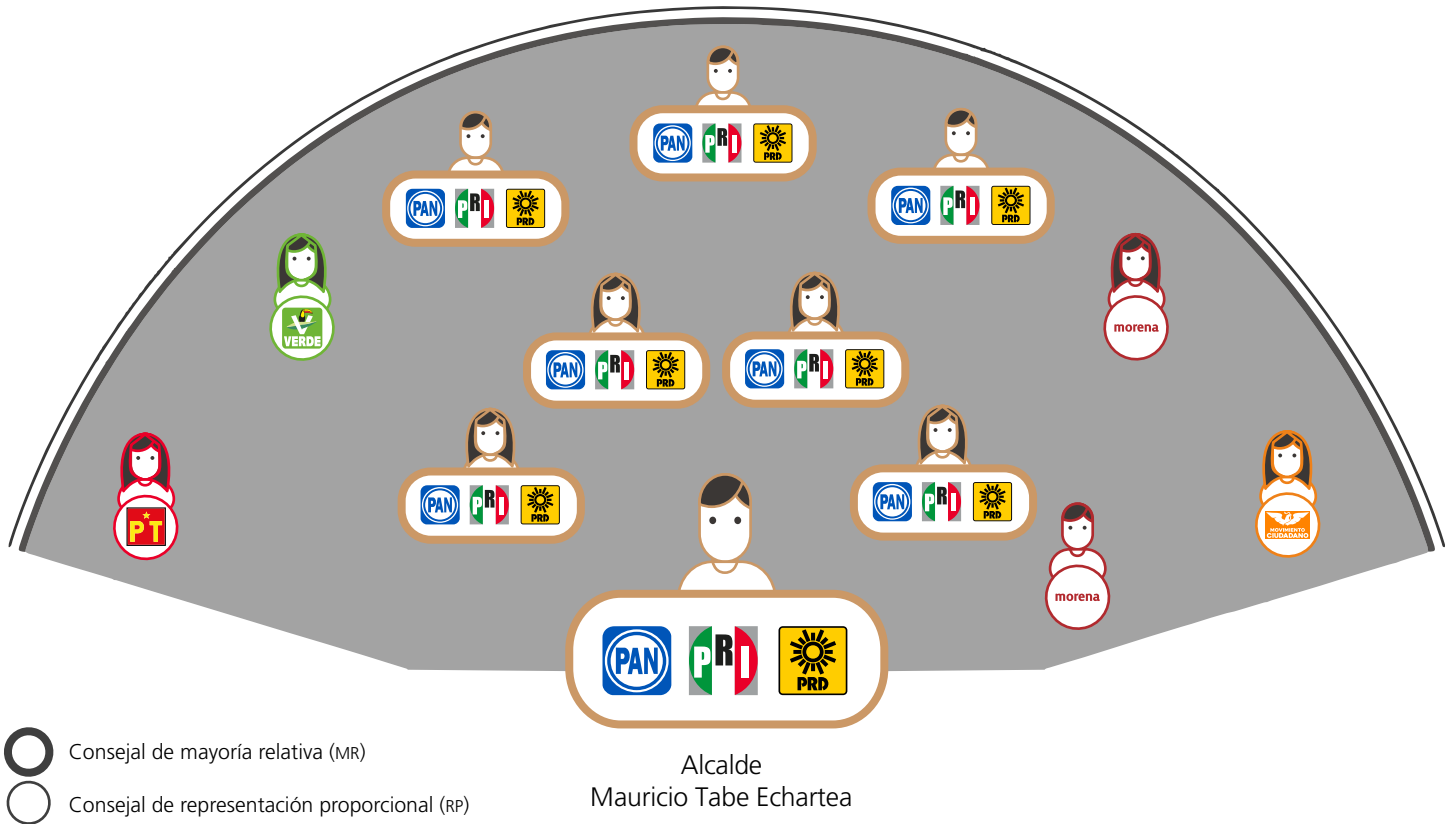 PAN PRI PRD
PAN PRI PRD
PAN PRI PRD
VERDE
morena
PAN PRI PRD
PAN PRI PRD
PT
PAN PRI PRD
PAN PRI PRD
MOVIMIENTO
CIUDADANO
morena
PAN PRI PRD
Consejal de mayoría relativa (MR)
Consejal de representación proporcional (RP)
Alcalde
Mauricio Tabe Echartea